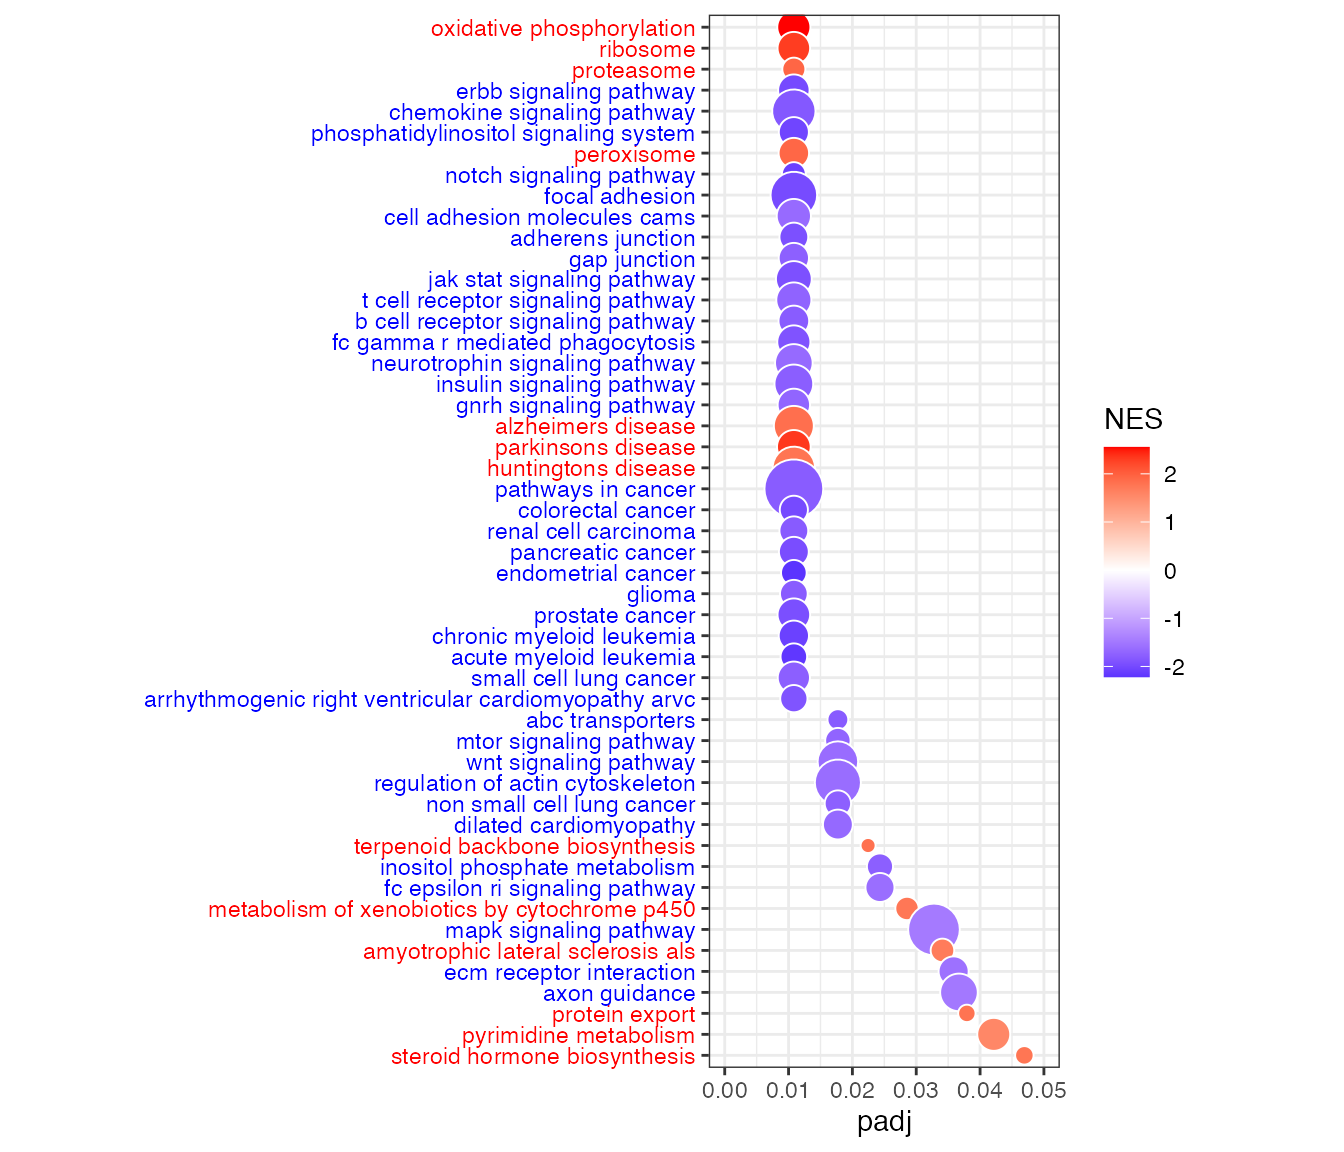 oxidative phosphorylation
ribosome
proteasome
erbb signaling pathway
chemokine signaling pathway
phosphatidylinositol signaling system
peroxisome
notch signaling pathway
focal adhesion
cell adhesion molecules cams
adherens junction
gap junction
jak stat signaling pathway
t cell receptor signaling pathway
b cell receptor signaling pathway
fc gamma r mediated phagocytosis
neurotrophin signaling pathway
insulin signaling pathway
gnrh signaling pathway
alzheimers disease
parkinsons disease
huntingtons disease
pathways in cancer
colorectal cancer
renal cell carcinoma
pancreatic cancer
endometrial cancer
glioma
prostate cancer
chronic myeloid leukemia
acute myeloid leukemia
small cell lung cancer
arrhythmogenic right ventricular cardiomyopathy arvc
abc transporters
mtor signaling pathway
wnt signaling pathway
regulation of actin cytoskeleton
non small cell lung cancer
dilated cardiomyopathy
terpenoid backbone biosynthesis
inositol phosphate metabolism
fc epsilon ri signaling pathway
metabolism of xenobiotics by cytochrome p450
mapk signaling pathway
amyotrophic lateral sclerosis als
ecm receptor interaction
axon guidance
protein export
pyrimidine metabolism
steroid hormone biosynthesis
0.00 0.01 0.02 0.03 0.04 0.05
padj
NES
2
1
0
-1
-2